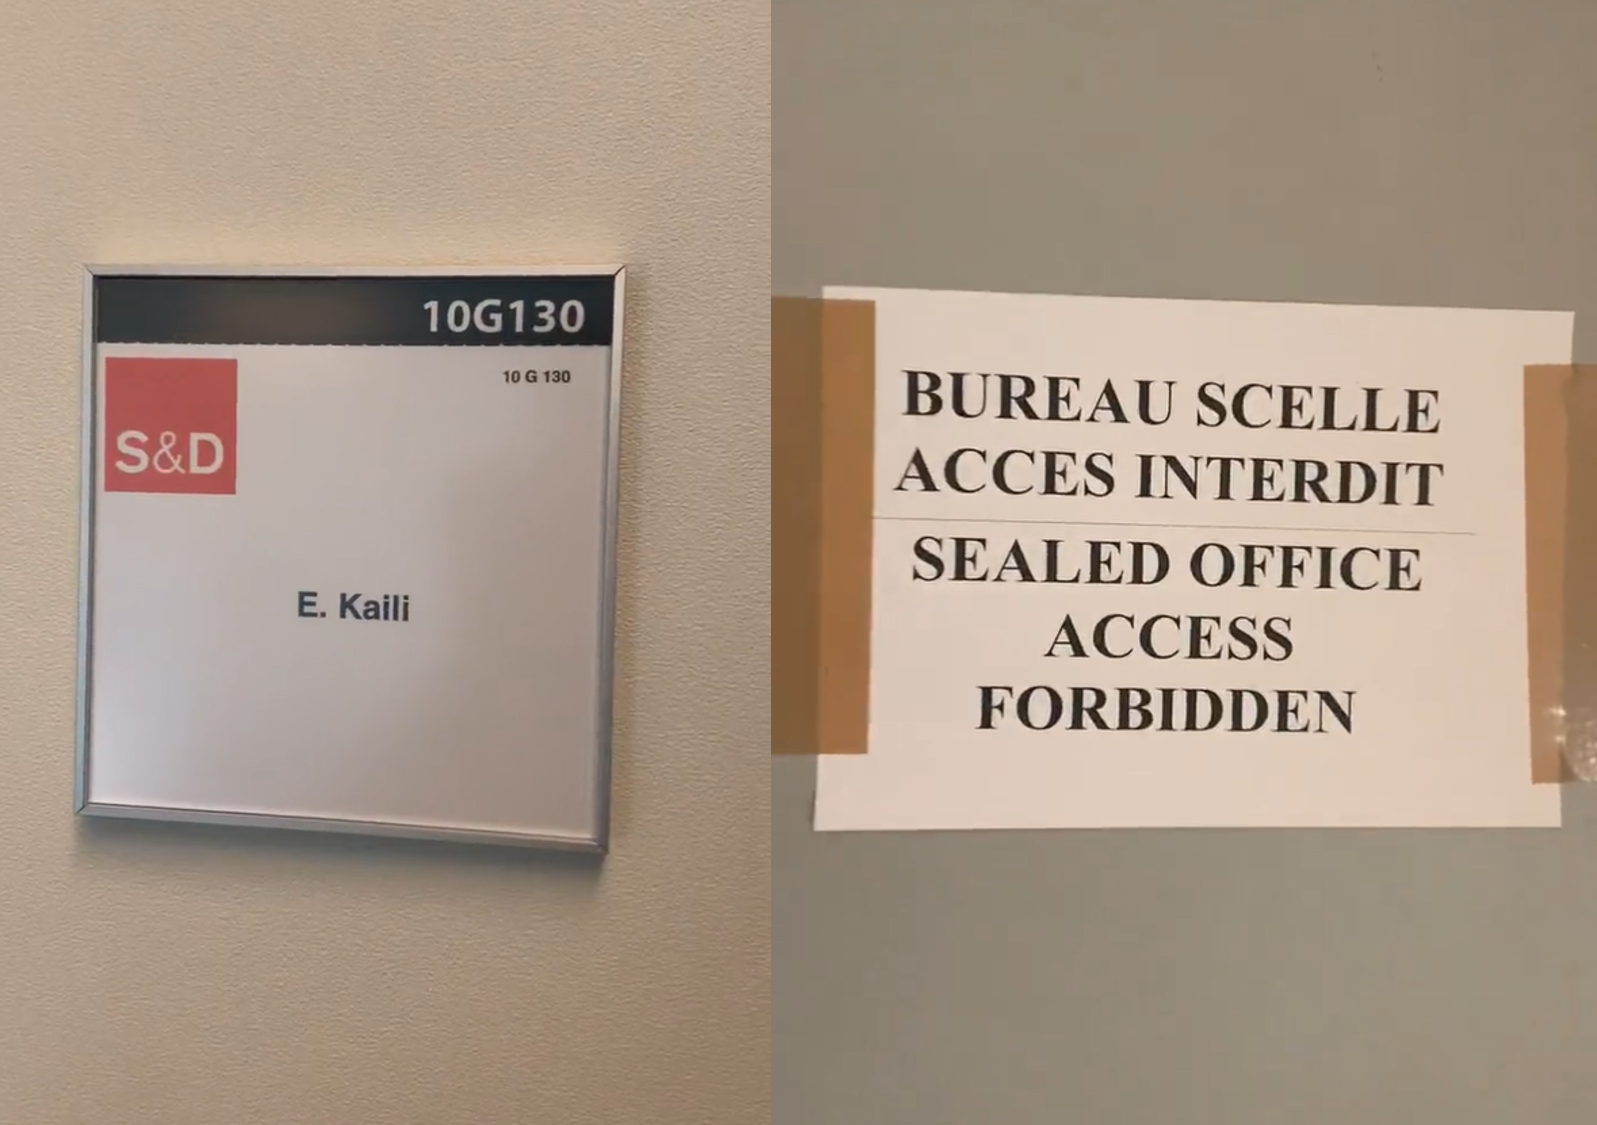 10G130
10 G 130
S&D
E. Kaili
BUREAU SCELLE
ACCES INTERDIT
SEALED OFFICE
ACCESS
FORBIDDEN